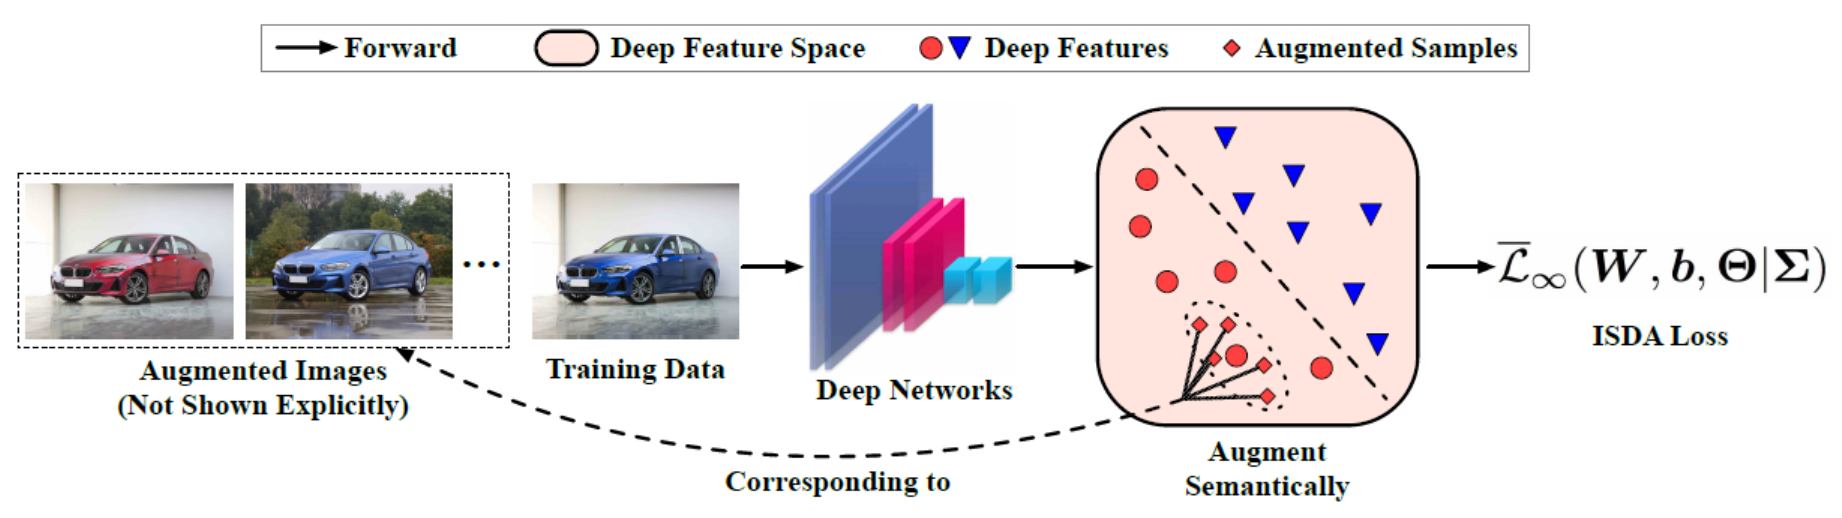 Forward
Deep Feature Space
Deep Features
Augmented Samples
Augmented Images
(Not Shown Explicitly)
Training Data
Deep Networks
Augment
Semantically
Corresponding to
$\overline{\mathcal{L}}_{\infty}(\boldsymbol{W}, \boldsymbol{b}, \boldsymbol{\Theta}|\boldsymbol{\Sigma})$
ISDA Loss